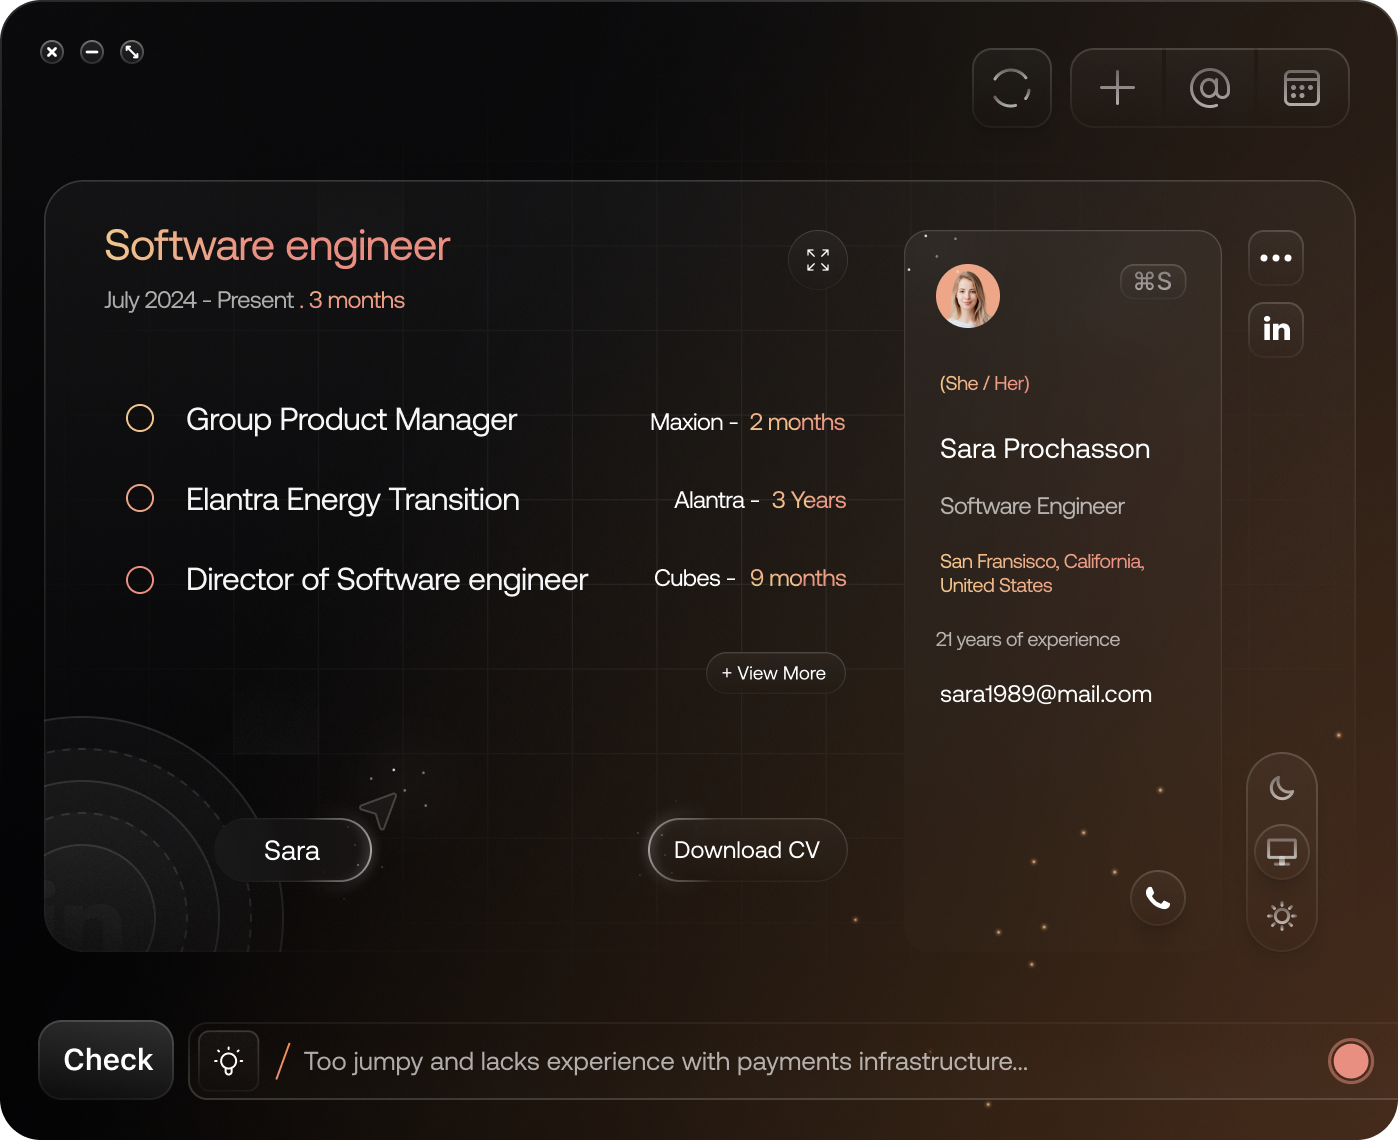 Software engineer
July 2024 - Present . 3 months
⌘S
in
(She / Her)
Group Product Manager
Maxion - 2 months
Sara Prochasson
Elantra Energy Transition
Alantra - 3 Years
Software Engineer
San Fransisco, California,
United States
Director of Software engineer
Cubes - 9 months
21 years of experience
+ View More
sara1989@mail.com
Sara
Download CV
in
Check
/ Too jumpy and lacks experience with payments infrastructure...